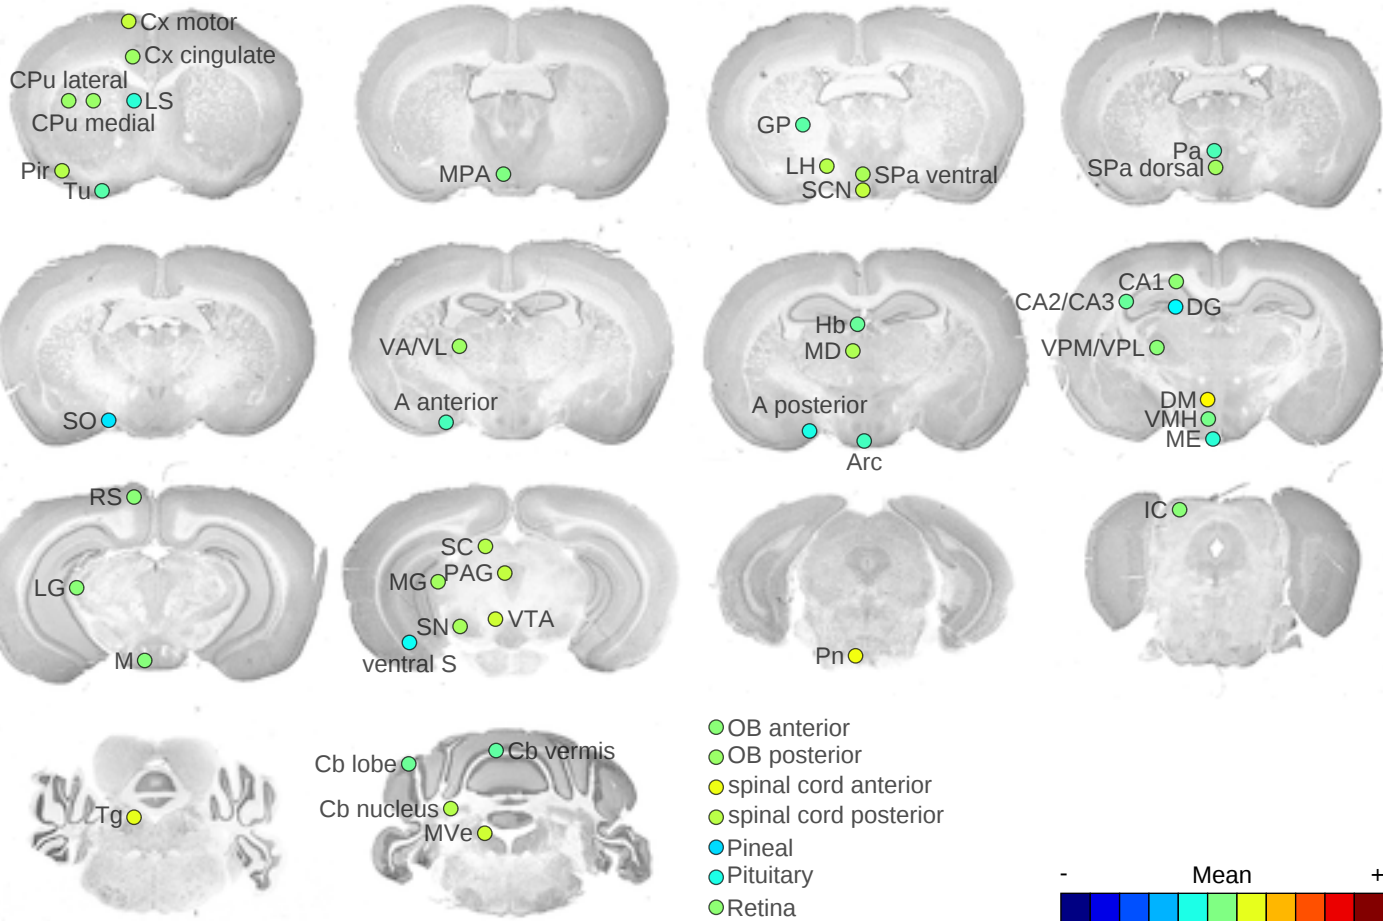 Cx motor
Cx cingulate
CPu lateral
LS
CPu medial
Pir
Tu
MPA
GP
LH
SPa ventral
SCN
Pa
SPa dorsal
SO
VA/VL
A anterior
Hb
MD
A posterior
Arc
CA1
CA2/CA3
DG
VPM/VPL
DM
VMH
ME
RS
LG
M
SC
PAG
MG
VTA
SN
ventral S
Pn
IC
Tg
Cb vermis
Cb lobe
Cb nucleus
MVe
OB anterior
OB posterior
spinal cord anterior
spinal cord posterior
Pineal
Pituitary
Retina
- Mean +